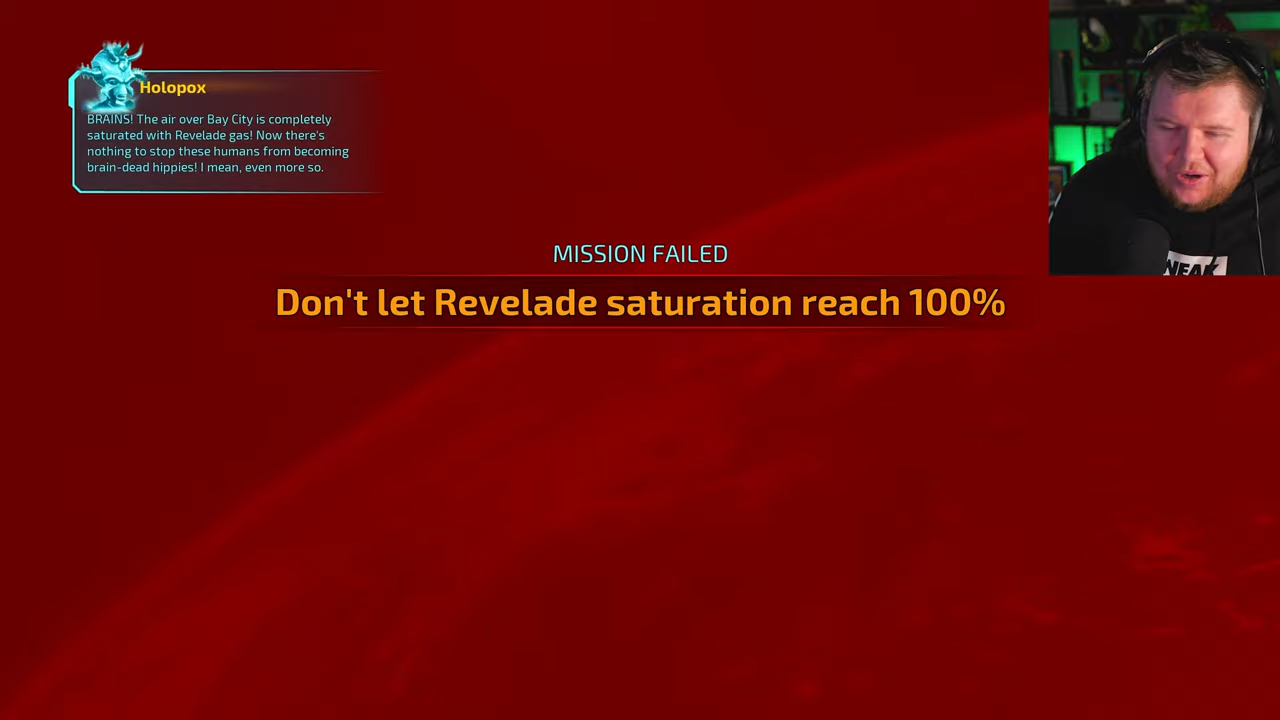 Holopox
BRAINS! The air over Bay City is completely
saturated with Revelade gas! Now there's
nothing to stop these humans from becoming
brain-dead hippies! I mean, even more so.
MISSION FAILED
Don't let Revelade saturation reach 100%